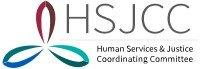 HSJCC
Human Services & Justice
Coordinating Committee